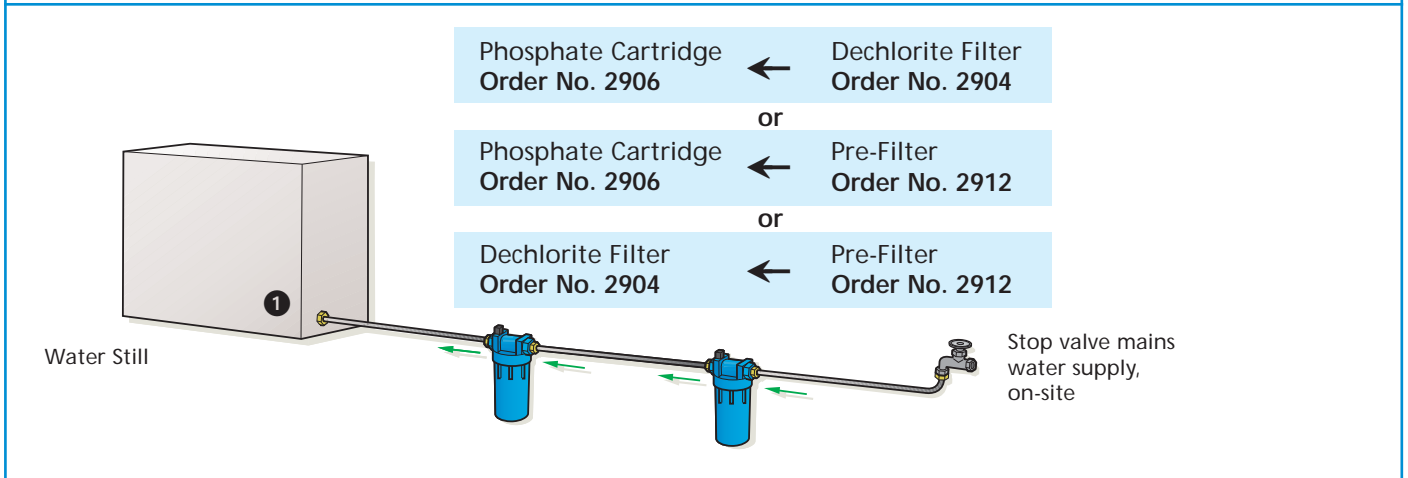 Phosphate Cartridge ← Dechlorite Filter
Order No. 2906 Order No. 2904
or
Phosphate Cartridge ← Pre-Filter
Order No. 2906 Order No. 2912
or
Dechlorite Filter ← Pre-Filter
Order No. 2904 Order No. 2912
1
Water Still
Stop valve mains
water supply,
on-site